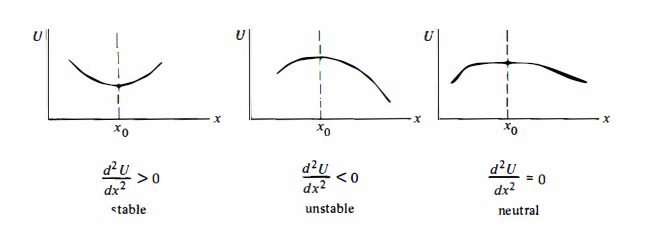 U U U
x x x
x₀ x₀ x₀
d²U/dx² > 0 d²U/dx² < 0 d²U/dx² = 0
stable unstable neutral